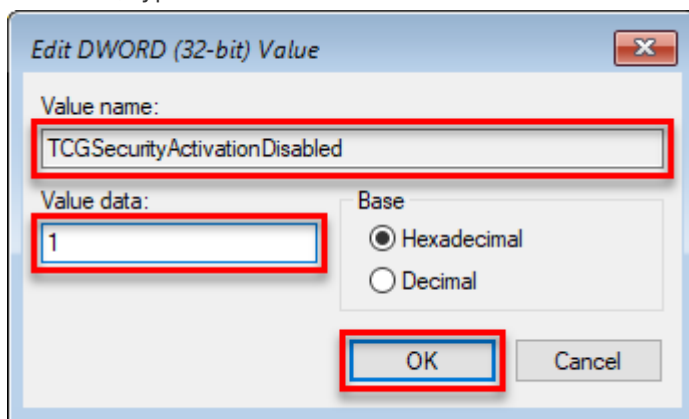 Edit DWORD (32-bit) Value
Value name:
TCGSecurityActivationDisabled
Value data:
Base
1
Hexadecimal
Decimal
OK
Cancel